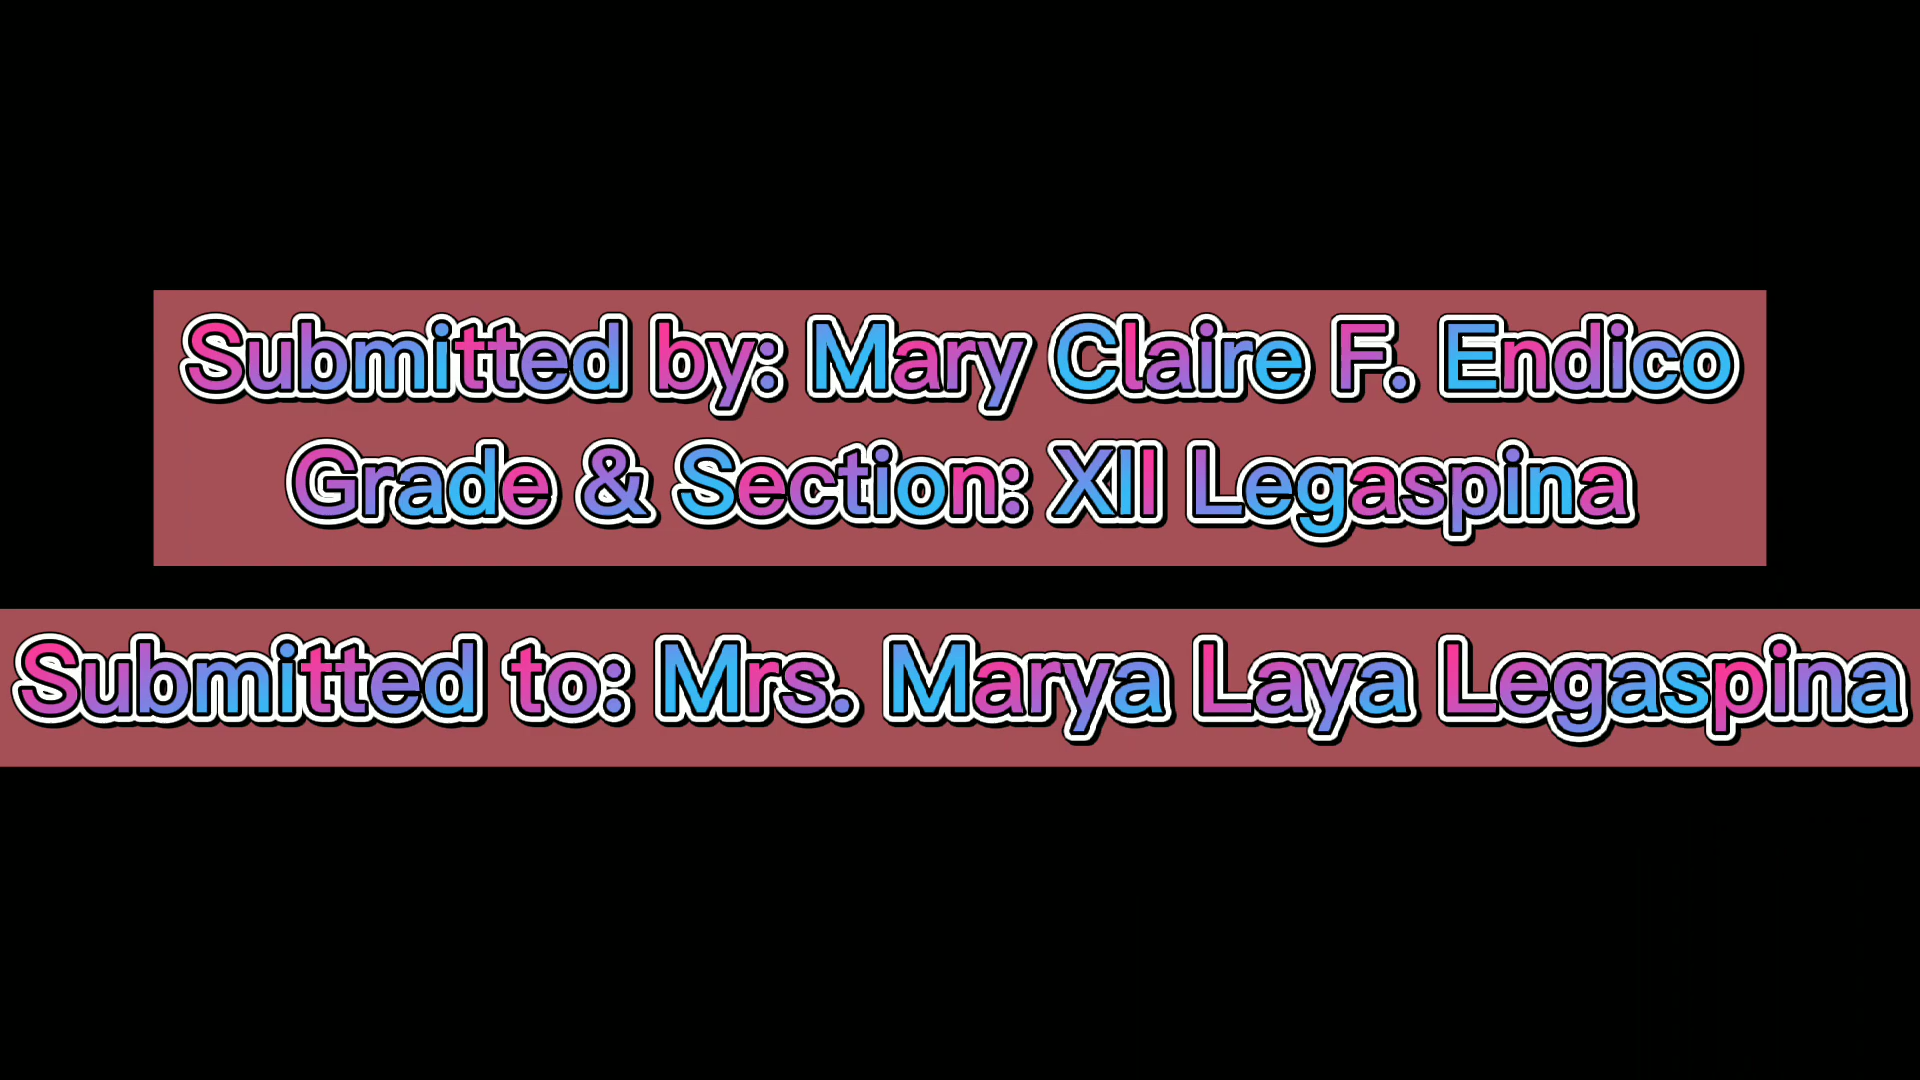 Submitted by: Mary Claire F. Endico
Grade & Section: XII Legaspina
Submitted to: Mrs. Marya Laya Legaspina